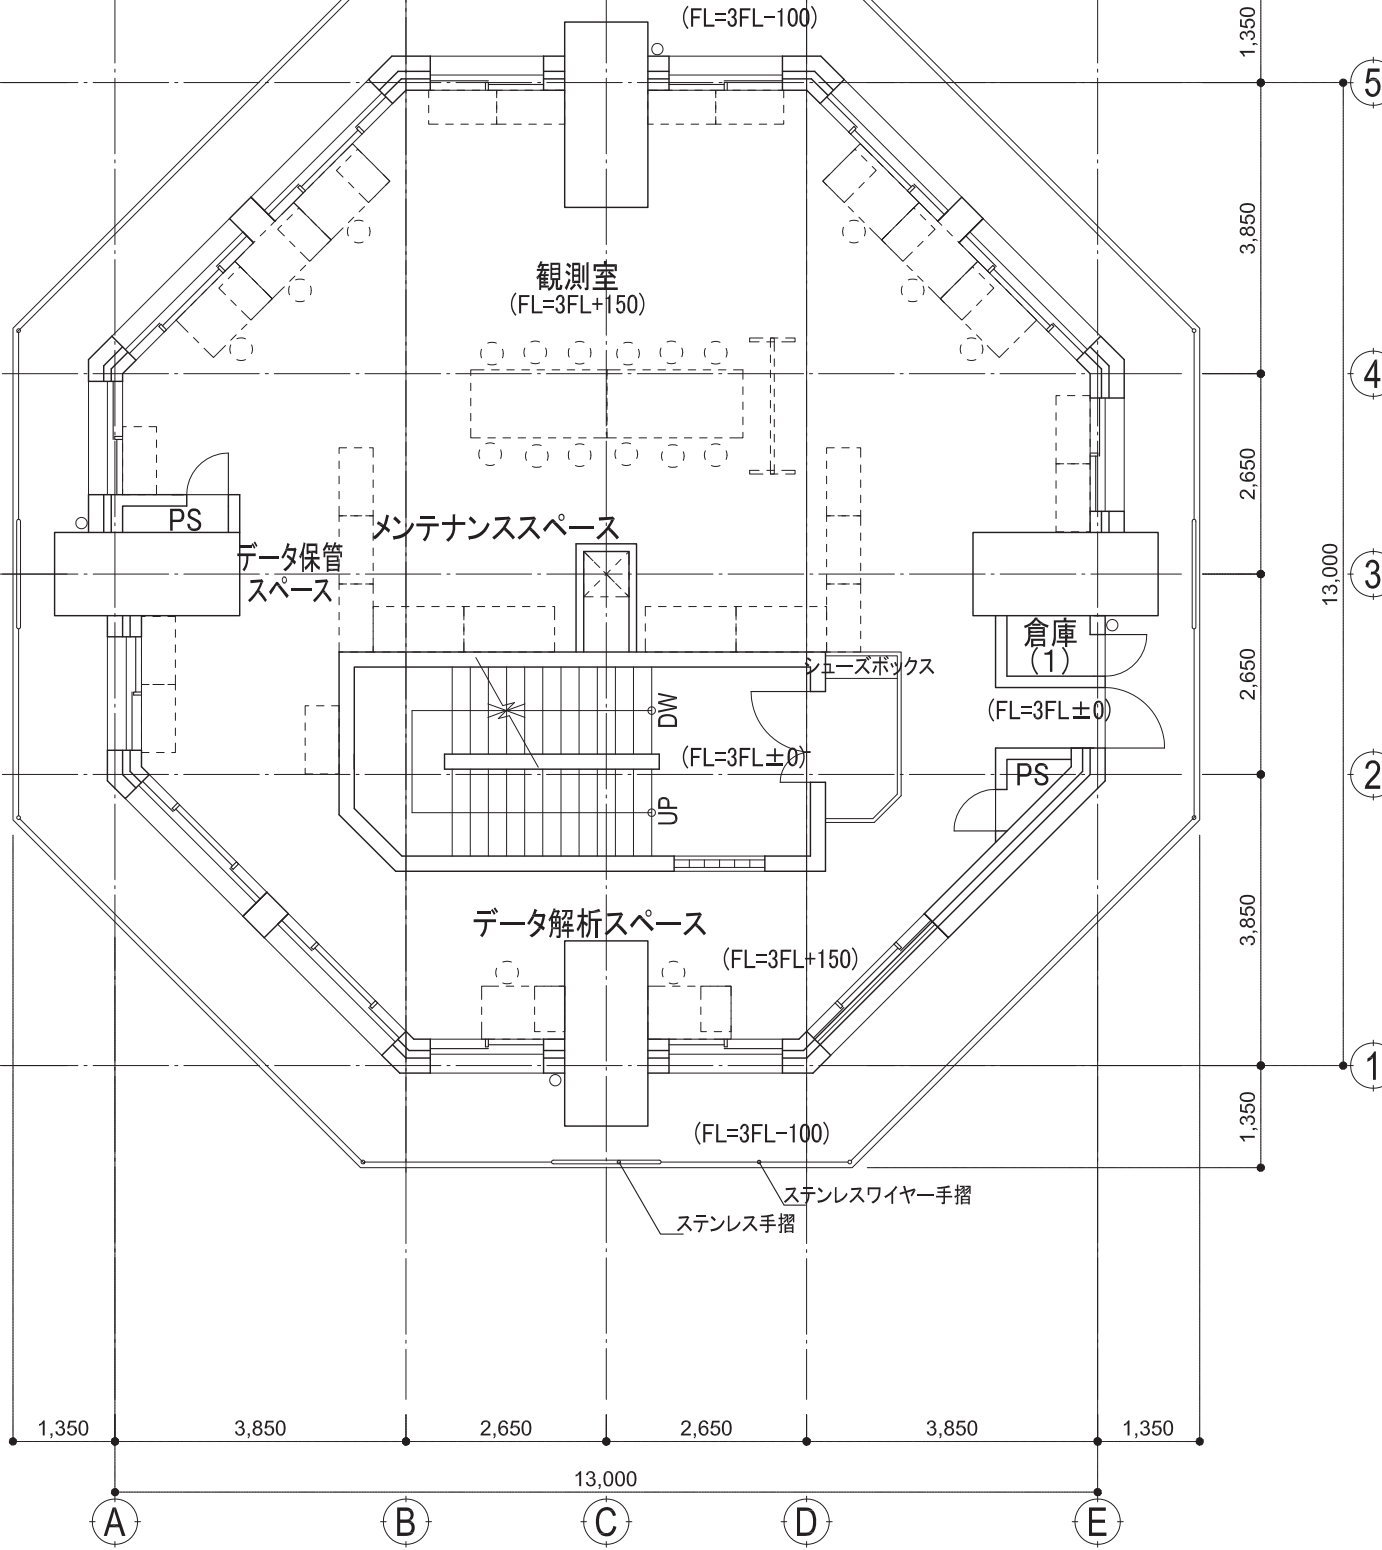 (FL=3FL-100)
1,350
5
3,850
観測室
(FL=3FL+150)
4
2,650
PS
メンテナンススペース
データ保管
スペース
3
13,000
倉庫
(1)
シューズボックス
2,650
DW
(FL=3FL±0)
(FL=3FL±0)
PS
2
UP
データ解析スペース
(FL=3FL+150)
3,850
1
(FL=3FL-100)
1,350
ステンレスワイヤー手摺
ステンレス手摺
1,350
3,850
2,650
2,650
3,850
1,350
13,000
A
B
C
D
E